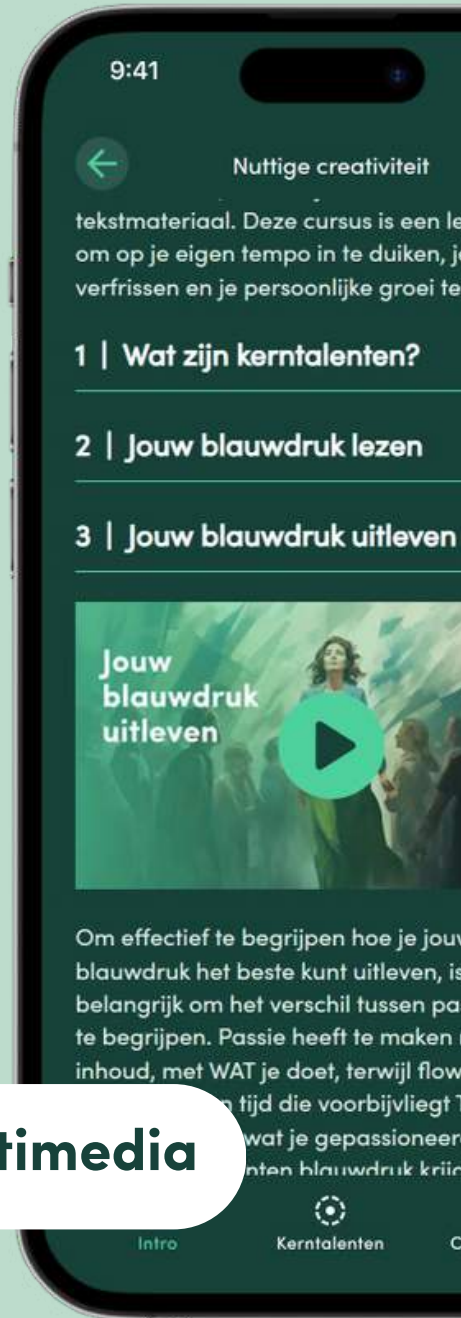 9:41
Nuttige creativiteit
tekstmateriaal. Deze cursus is een le
om op je eigen tempo in te duiken, je
verfrissen en je persoonlijke groei te
1 | Wat zijn kerntalenten?
2 | Jouw blauwdruk lezen
3 | Jouw blauwdruk uitleven
Jouw
blauwdruk
uitleven
Om effectief te begrijpen hoe je jouw
blauwdruk het beste kunt uitleven, is
belangrijk om het verschil tussen pa
te begrijpen. Passie heeft te maken
inhoud, met WAT je doet, terwijl flow
tijd die voorbijvliegt
wat je gepassioneer
timedia
blauwdruk
Intro
Kerntalenten